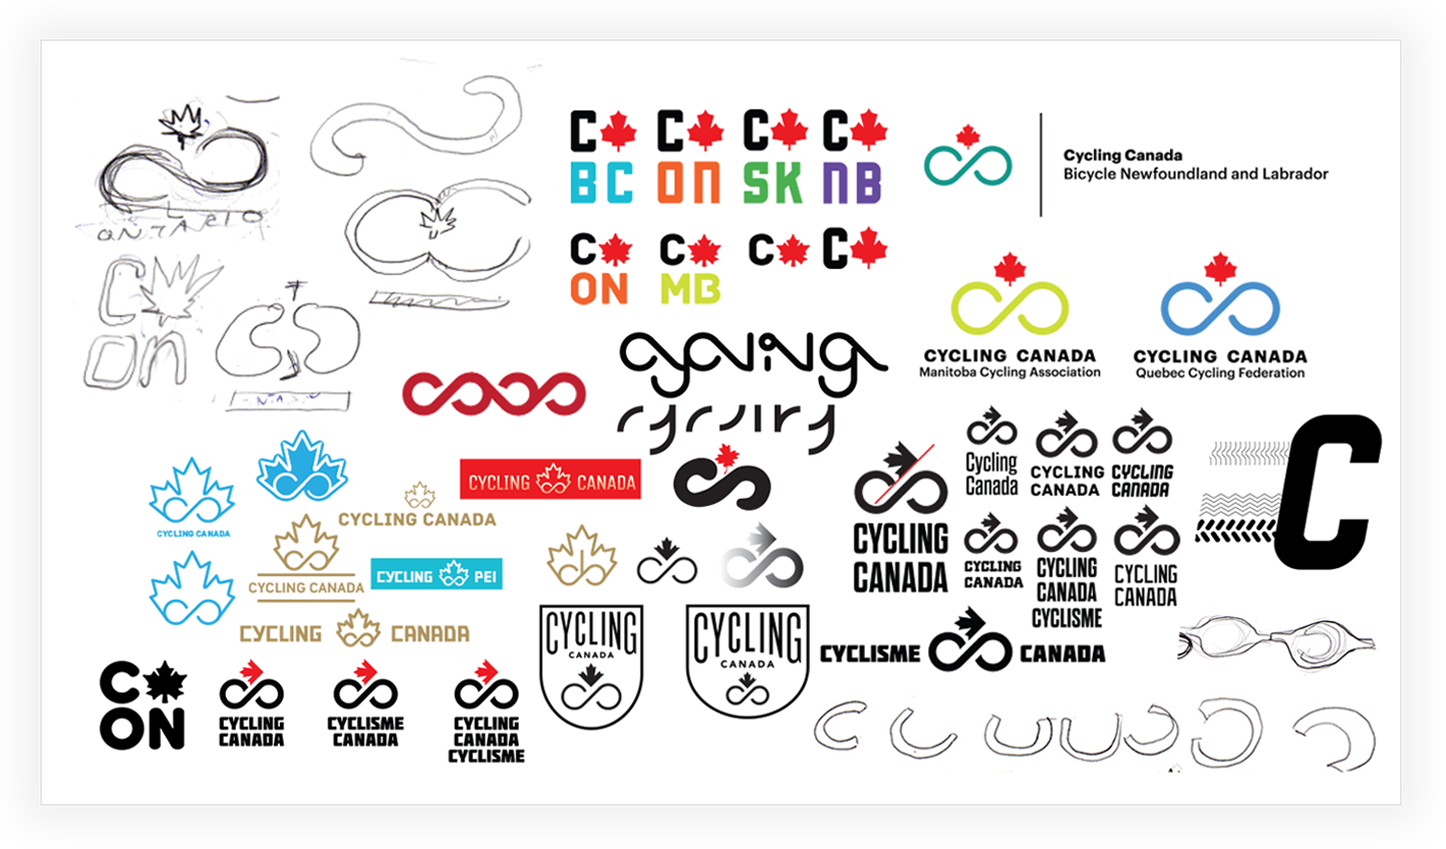 ONTARIO
C
on
C
BC
C
ON
C
SK
C
NB
C
ON
C
MB
C
C
Cycling Canada
Bicycle Newfoundland and Labrador
CYCLING CANADA
Manitoba Cycling Association
CYCLING CANADA
Quebec Cycling Federation
cycling
cycling
C
CYCLING CANADA
CYCLING CANADA
CYCLING CANADA
CYCLING CANADA
CYCLING PEI
CYCLING CANADA
CYCLING
CANADA
Cycling
Canada
CYCLING
CANADA
CYCLING
CANADA
CYCLING
CANADA
CYCLING
CANADA
CYCLISME
CYCLING
CANADA
CYCLISME CANADA
CYCLING
CANADA
CYCLING
CANADA
C
ON
CYCLING
CANADA
CYCLISME
CANADA
CYCLING
CANADA
CYCLISME